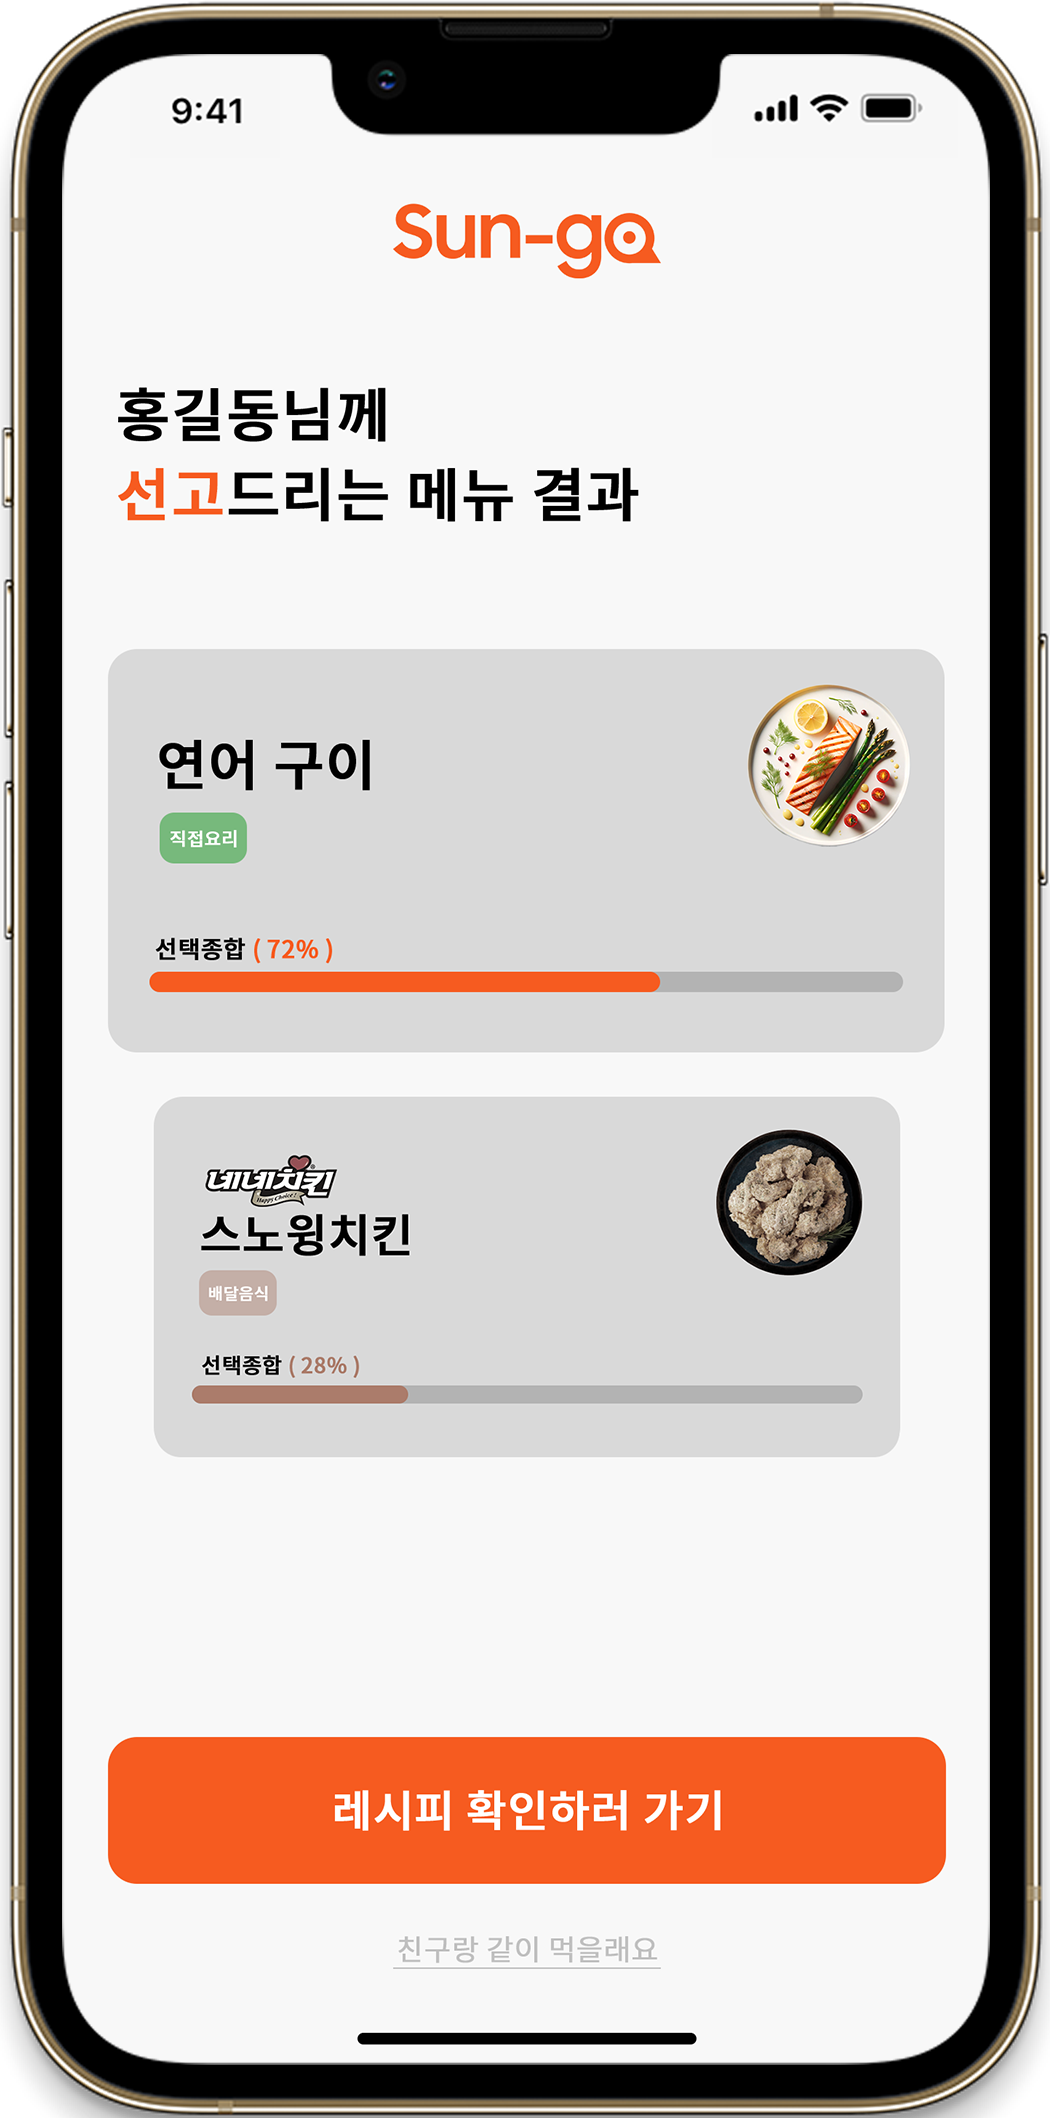 9:41
Sun-go
홍길동님께
선고드리는 메뉴 결과
연어 구이
직접요리
선택종합 ( 72% )
네네치킨
Happy Choice!
스노윙치킨
배달음식
선택종합 ( 28% )
레시피 확인하러 가기
친구랑 같이 먹을래요